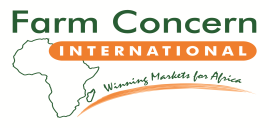 Farm Concern
INTERNATIONAL
Winning Markets for Africa